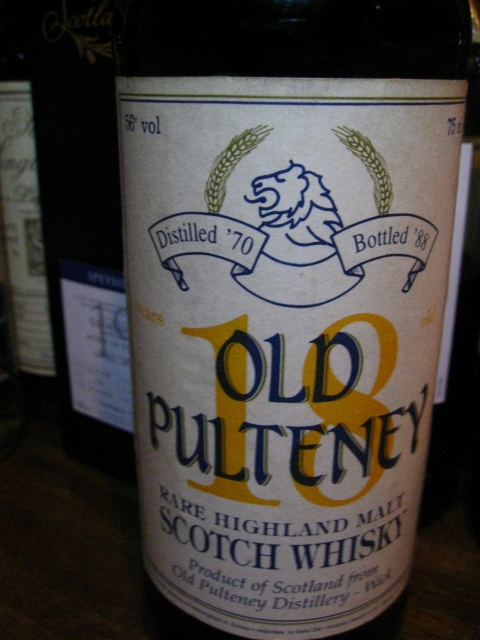 Scotla
56° vol
75
Distilled '70
Bottled '88
years
old
18
OLD
PULTENEY
RARE HIGHLAND MALT
SCOTCH WHISKY
Product of Scotland from
Old Pulteney Distillery - Wick